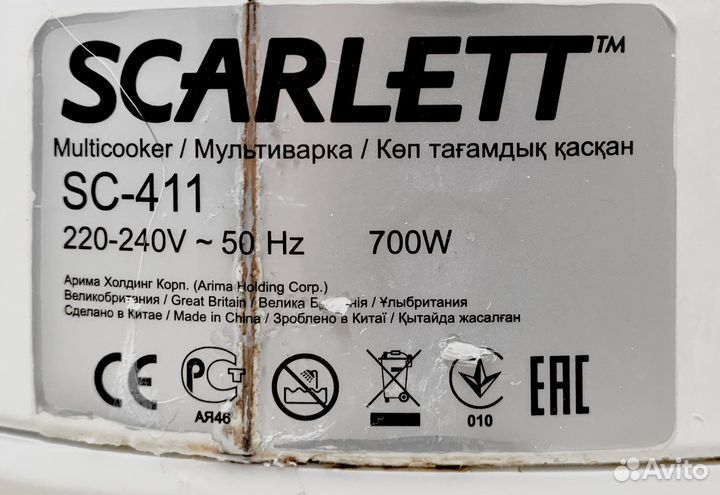 SCARLETT™
Multicooker / Мультиварка / Көп тағамдық қасқан
SC-411
220-240V ~ 50 Hz 700W
Арима Холдинг Корп. (Arima Holding Corp.)
Великобритания / Great Britain / Велика / Ұлыбритания
Сделано в Китае / Made in China / Зроблено в Китаї / Қытайда жасалған
CE РСТ EAC
АЯ46 010
Avito